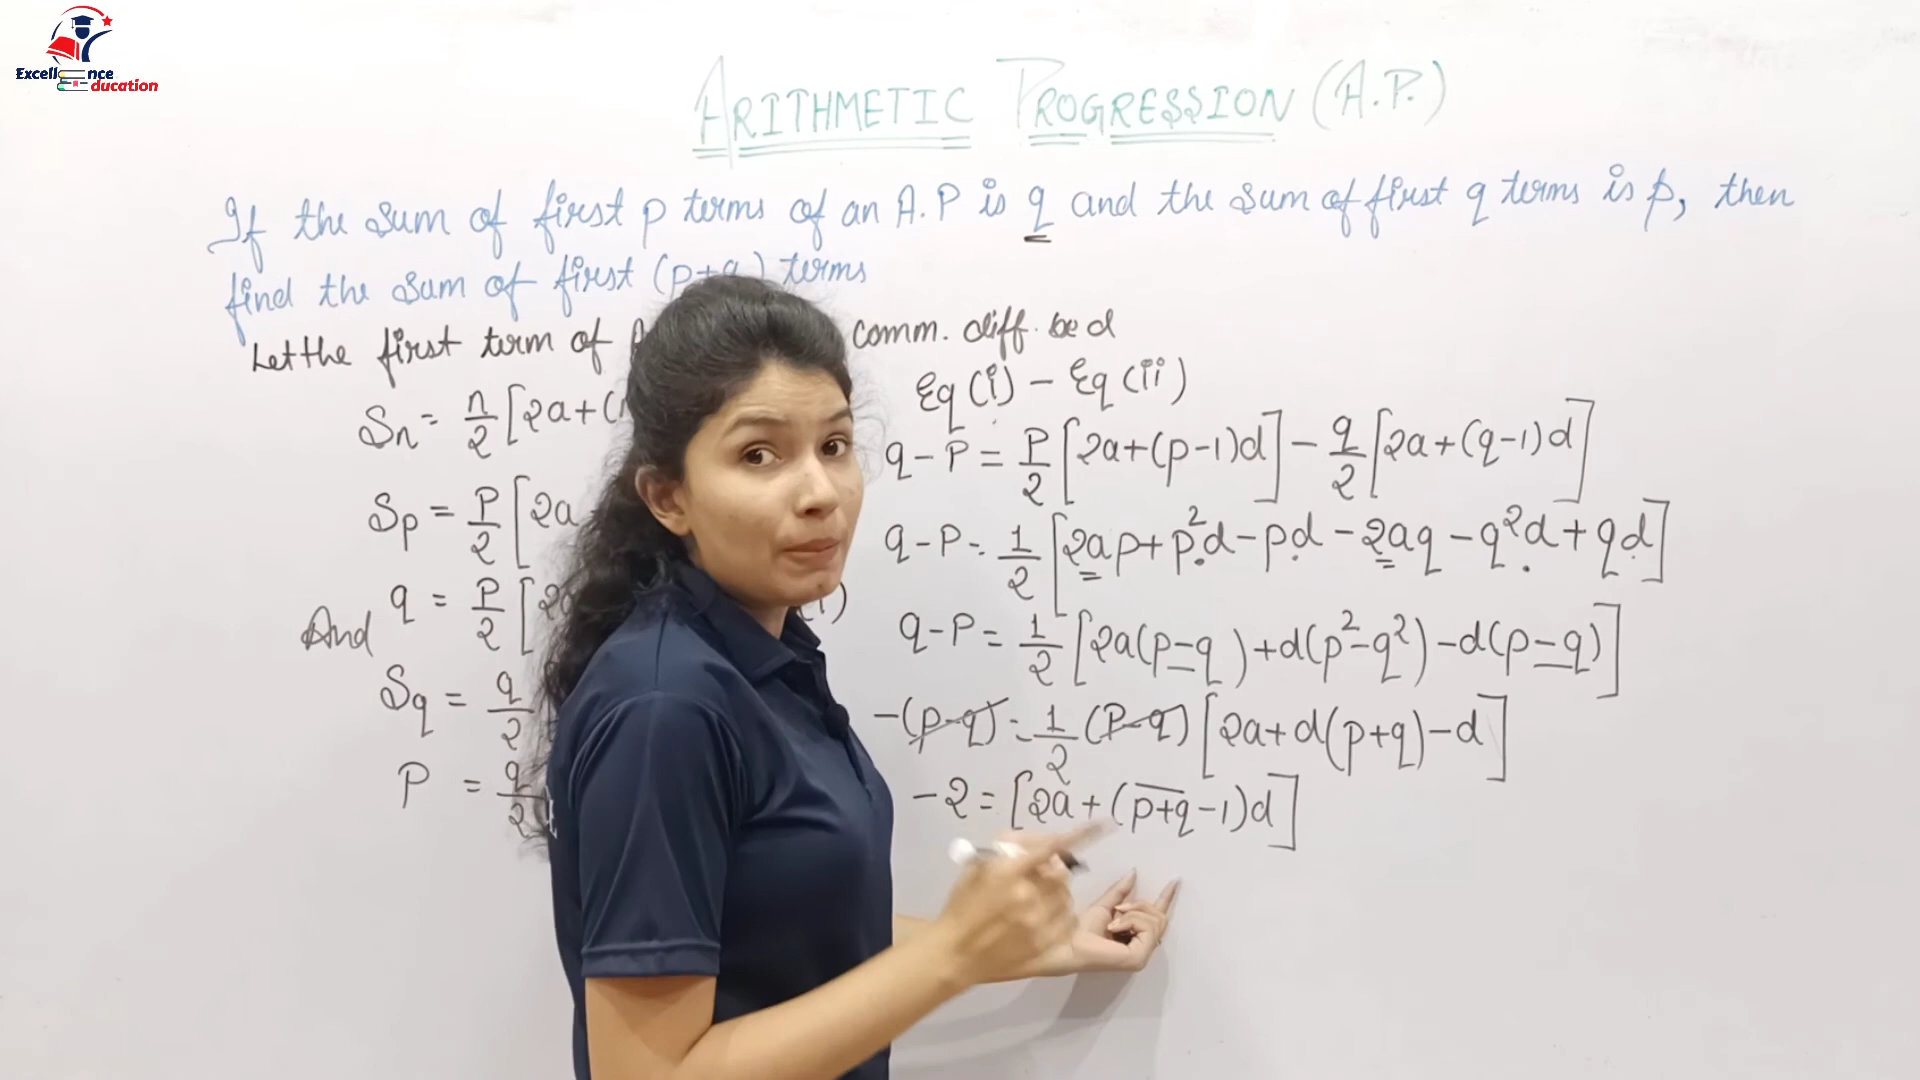 Excellence Education
ARITHMETIC PROGRESSION (A.P.)
If the sum of first p terms of an A.P is q and the sum of first q terms is p, then
find the sum of first (p+q) terms
Let the first term of
comm. diff. be d
Sn = n/2 [2a+(
Sp = P/2 [2a
q = P/2 [2a
And
Sq = q/2
P = q/2
Eq (i) - Eq (ii)
q-P = P/2 [2a+(p-1)d] - q/2 [2a+(q-1)d]
q-P = 1/2 [2ap+p²d-pd-2aq-q²d+qd]
q-P = 1/2 [2a(p-q)+d(p²-q²)-d(p-q)]
-(p-q) = 1/2 (P-q) [2a+d(p+q)-d]
-2 = [2a+(p+q-1)d]